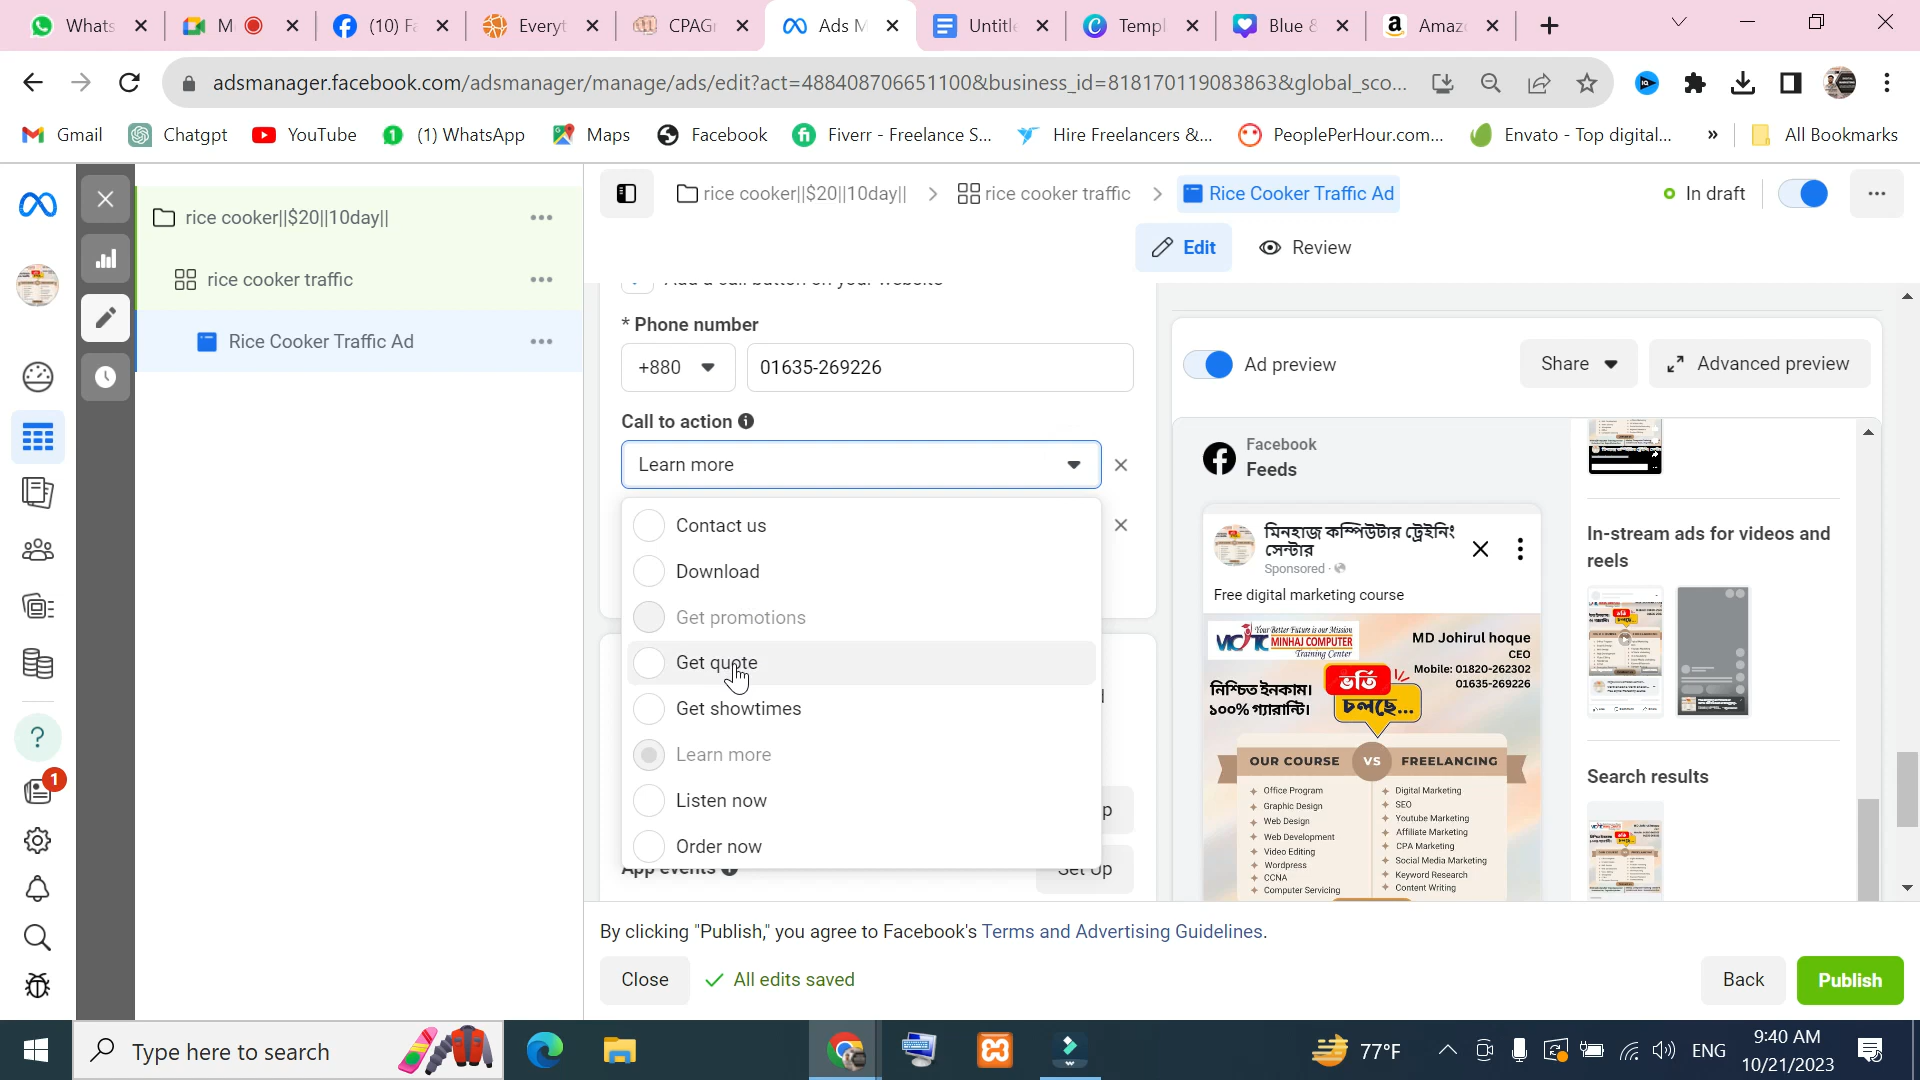 Whats
M
(10) Fa
Everyt
CPAGr
Ads M
Untitle
Templ
Blue &
Amaz
adsmanager.facebook.com/adsmanager/manage/ads/edit?act=488408706651100&business_id=818170119083863&global_sco...
Gmail
Chatgpt
YouTube
(1) WhatsApp
Maps
Facebook
Fiverr - Freelance S...
Hire Freelancers &...
PeoplePerHour.com...
Envato - Top digital...
»
All Bookmarks
rice cooker||$20||10day||
rice cooker traffic
Rice Cooker Traffic Ad
rice cooker||$20||10day||
rice cooker traffic
Rice Cooker Traffic Ad
In draft
Edit
Review
* Phone number
+880
01635-269226
Call to action
Learn more
Contact us
Download
Get promotions
Get quote
Get showtimes
Learn more
Listen now
Order now
App events
Set Up
Ad preview
Share
Advanced preview
Facebook
Feeds
মিনহাজ কম্পিউটার ট্রেইনিং
সেন্টার
Sponsored ·
Free digital marketing course
Your Better Future is our Mission
MINHAJ COMPUTER
Training Center
MD Johirul hoque
CEO
Mobile: 01820-262302
01635-269226
নিশ্চিত ইনকাম।
১০০% গ্যারান্টি।
ভর্তি
চলছে...
OUR COURSE
VS
FREELANCING
Office Program
Graphic Design
Web Design
Web Development
Video Editing
Wordpress
CCNA
Computer Servicing
Digital Marketing
SEO
Youtube Marketing
Affiliate Marketing
CPA Marketing
Social Media Marketing
Keyword Research
Content Writing
In-stream ads for videos and
reels
Search results
1
By clicking "Publish," you agree to Facebook's Terms and Advertising Guidelines.
Close
All edits saved
Back
Publish
Type here to search
77°F
ENG
9:40 AM
10/21/2023